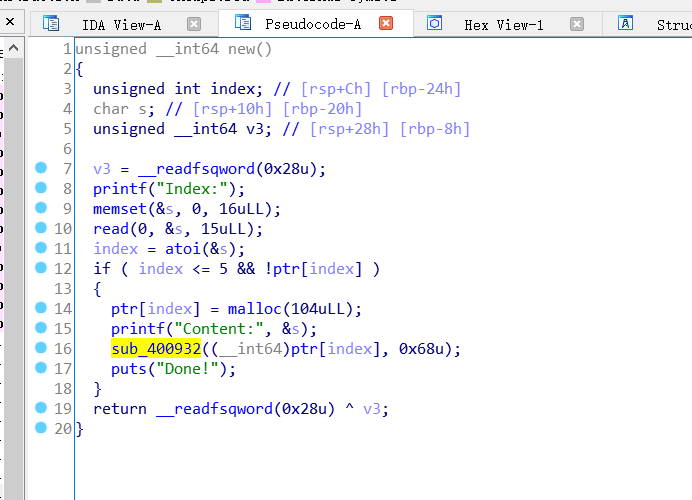 IDA View-A
Pseudocode-A
Hex View-1
Struc
1 unsigned __int64 new()
2 {
3 unsigned int index; // [rsp+Ch] [rbp-24h]
4 char s; // [rsp+10h] [rbp-20h]
5 unsigned __int64 v3; // [rsp+28h] [rbp-8h]
6
7 v3 = __readfsqword(0x28u);
8 printf("Index:");
9 memset(&s, 0, 16uLL);
10 read(0, &s, 15uLL);
11 index = atoi(&s);
12 if ( index <= 5 && !ptr[index] )
13 {
14 ptr[index] = malloc(104uLL);
15 printf("Content:", &s);
16 sub_400932((__int64)ptr[index], 0x68u);
17 puts("Done!");
18 }
19 return __readfsqword(0x28u) ^ v3;
20 }